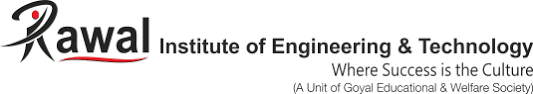 Rawal Institute of Engineering & Technology
Where Success is the Culture
(A Unit of Goyal Educational & Welfare Society)